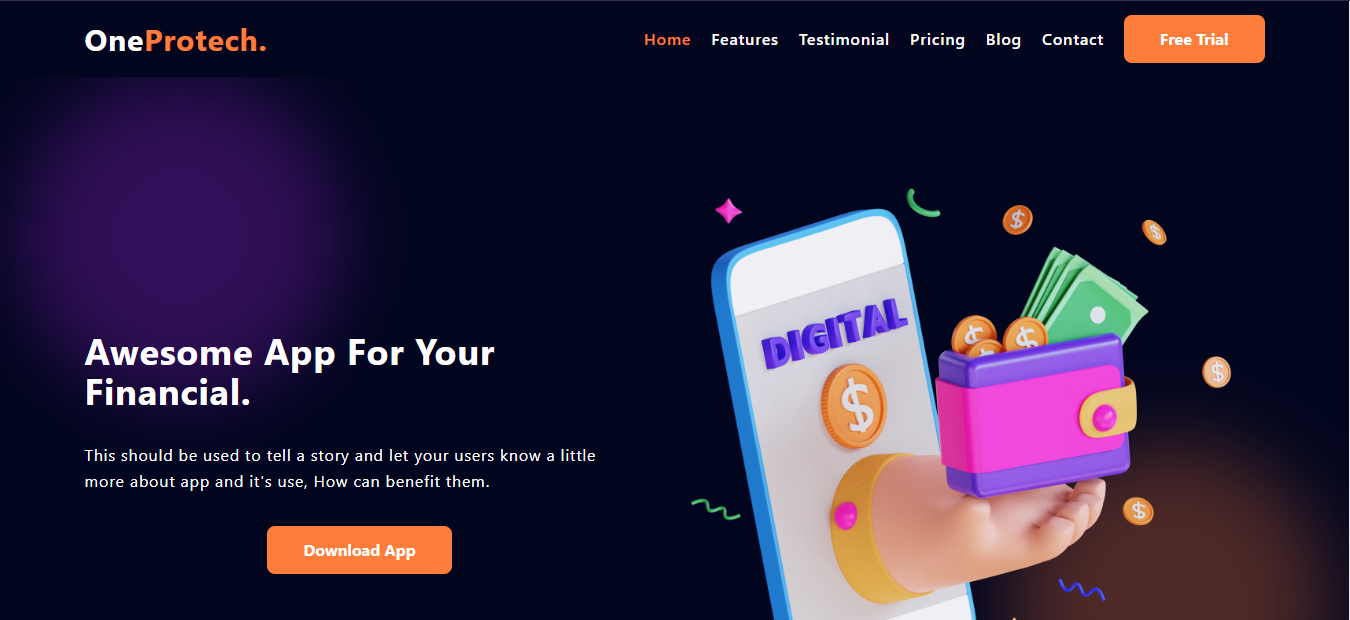 OneProtech.
Home Features Testimonial Pricing Blog Contact Free Trial
DIGITAL
$
Awesome App For Your
Financial.
This should be used to tell a story and let your users know a little
more about app and it's use, How can benefit them.
Download App